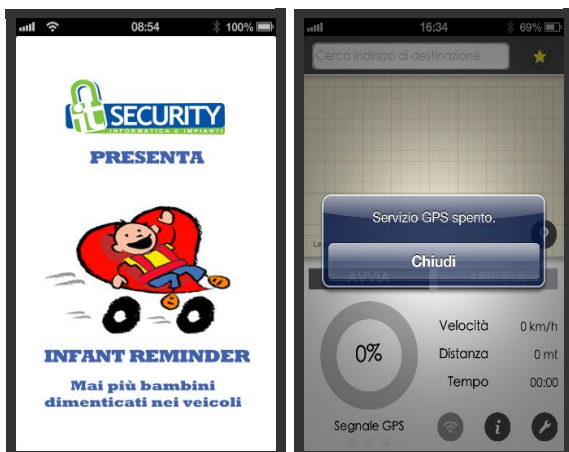 08:54
100%
it SECURITY
INFORMATICA E IMPIANTI
PRESENTA
INFANT REMINDER
Mai più bambini
dimenticati nei veicoli
16:34
69%
Cerca indirizzo di destinazione
Servizio GPS spento.
Le
Chiudi
AVVIA
ARRESTA
0%
Velocità 0 km/h
Distanza 0 mt
Tempo 00:00
Segnale GPS
i